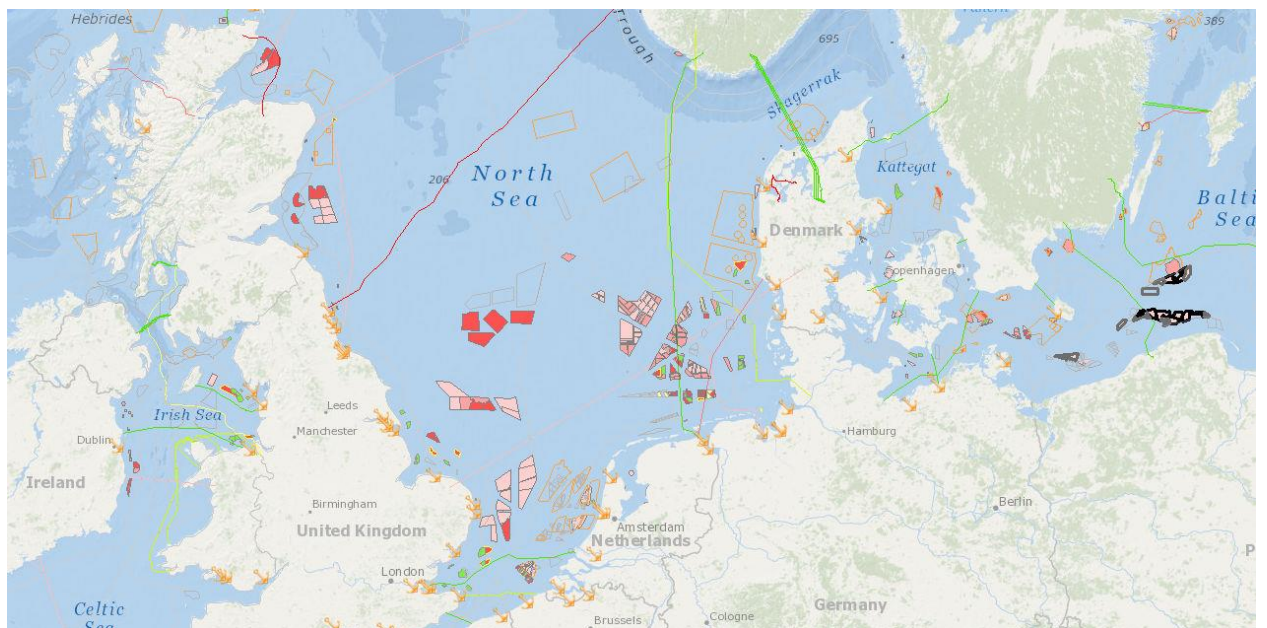 Hebrides
Trough
695
389
Skagerrak
North
Sea
206
Kattegat
Balti
Sea
Denmark
Copenhagen
Irish Sea
Leeds
Manchester
Dublin
Hamburg
Ireland
Birmingham
United Kingdom
Berlin
Amsterdam
Netherlands
London
P
Celtic
Sea
Germany
Cologne
Brussels